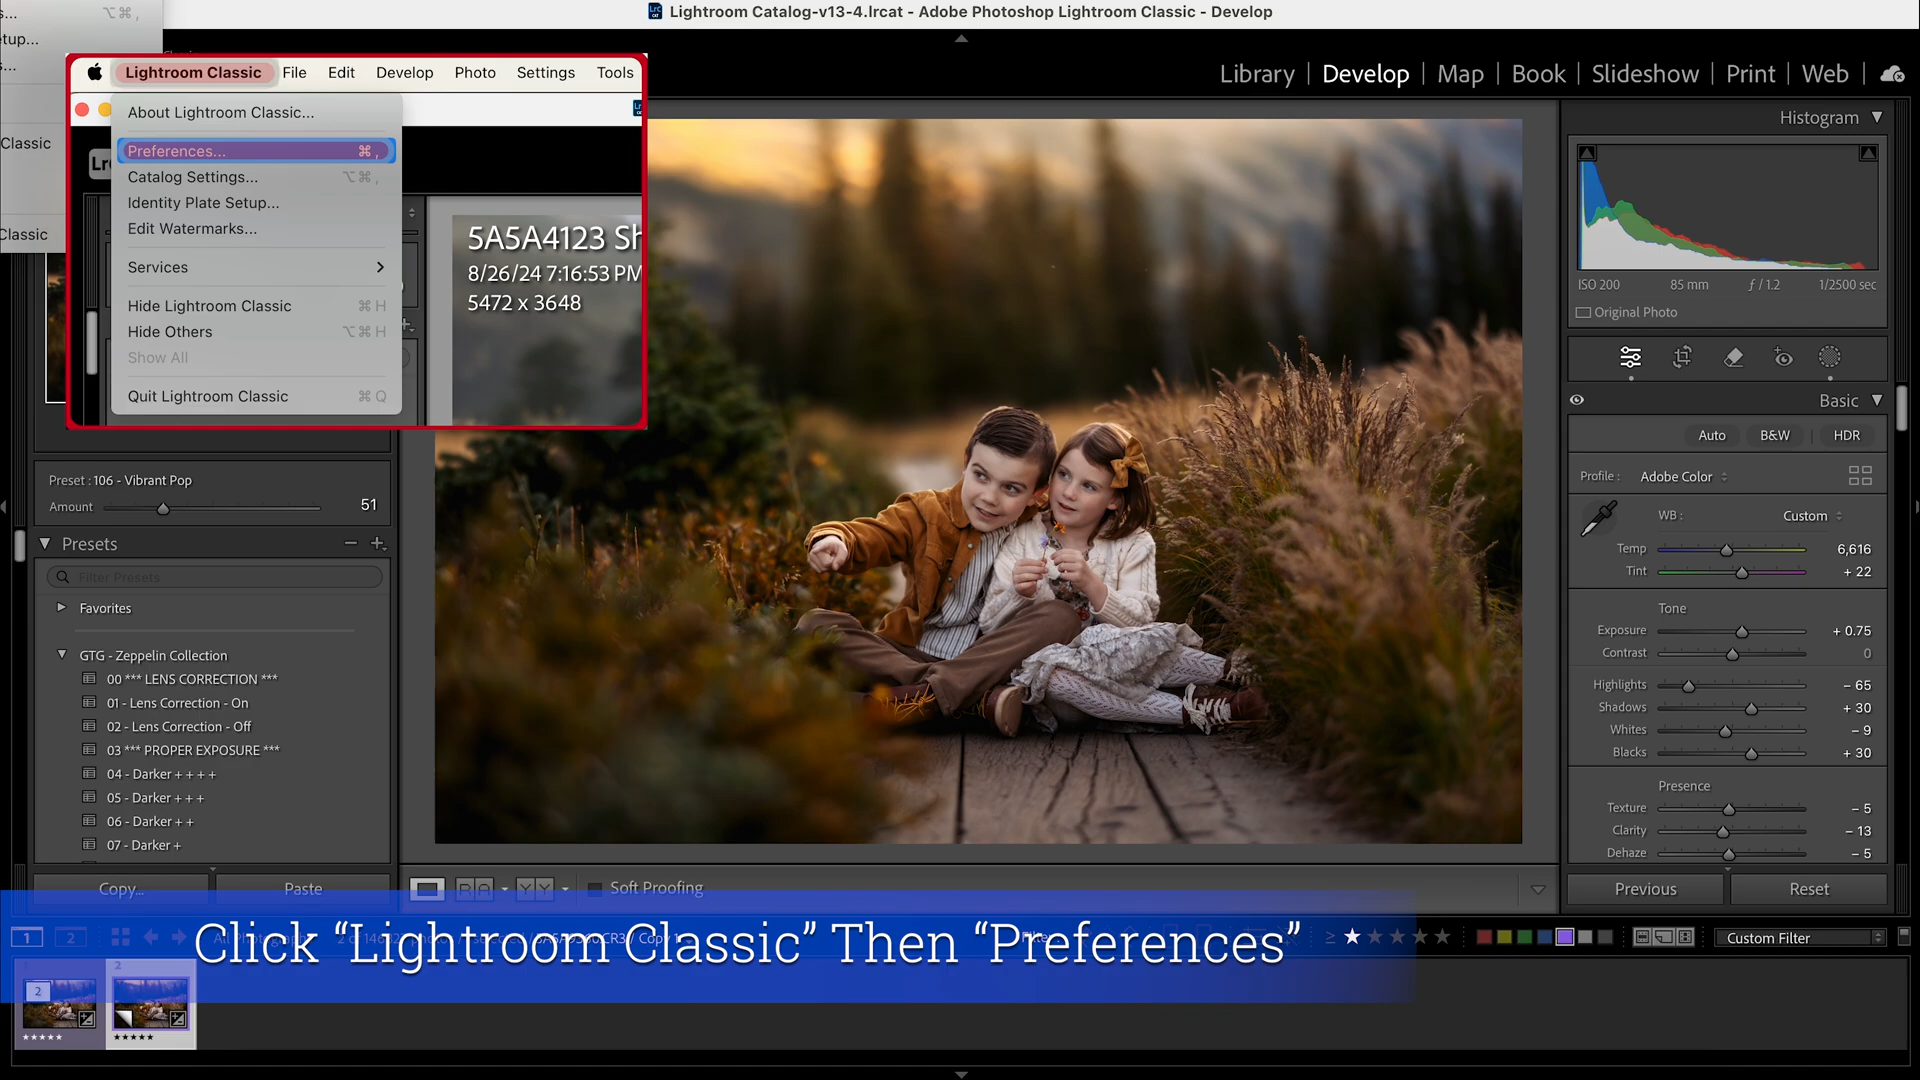 Lightroom Catalog-v13-4.lrcat - Adobe Photoshop Lightroom Classic - Develop
Classic
Classic
Lightroom Classic File Edit Develop Photo Settings Tools
About Lightroom Classic...
Preferences... ⌘ ,
Catalog Settings... ⌥ ⌘ ,
Identity Plate Setup...
Edit Watermarks...
Services
Hide Lightroom Classic ⌘ H
Hide Others ⌥ ⌘ H
Show All
Quit Lightroom Classic ⌘ Q
5A5A4123
8/26/24 7:16:53 PM
5472 x 3648
Library | Develop | Map | Book | Slideshow | Print | Web
Preset : 106 - Vibrant Pop
Amount 51
Presets
Filter Presets
Favorites
GTG - Zeppelin Collection
00 *** LENS CORRECTION ***
01 - Lens Correction - On
02 - Lens Correction - Off
03 *** PROPER EXPOSURE ***
04 - Darker + + + +
05 - Darker + + +
06 - Darker + +
07 - Darker +
Copy... Paste
Soft Proofing
Histogram
ISO 200 85 mm ƒ / 1.2 1/2500 sec
Original Photo
Basic
Auto B&W HDR
Profile : Adobe Color
WB : Custom
Temp 6,616
Tint + 22
Tone
Exposure + 0.75
Contrast 0
Highlights – 65
Shadows + 30
Whites – 9
Blacks + 30
Presence
Texture – 5
Clarity – 13
Dehaze – 5
Previous Reset
1 2
Click “Lightroom Classic” Then “Preferences”
Custom Filter
2
2